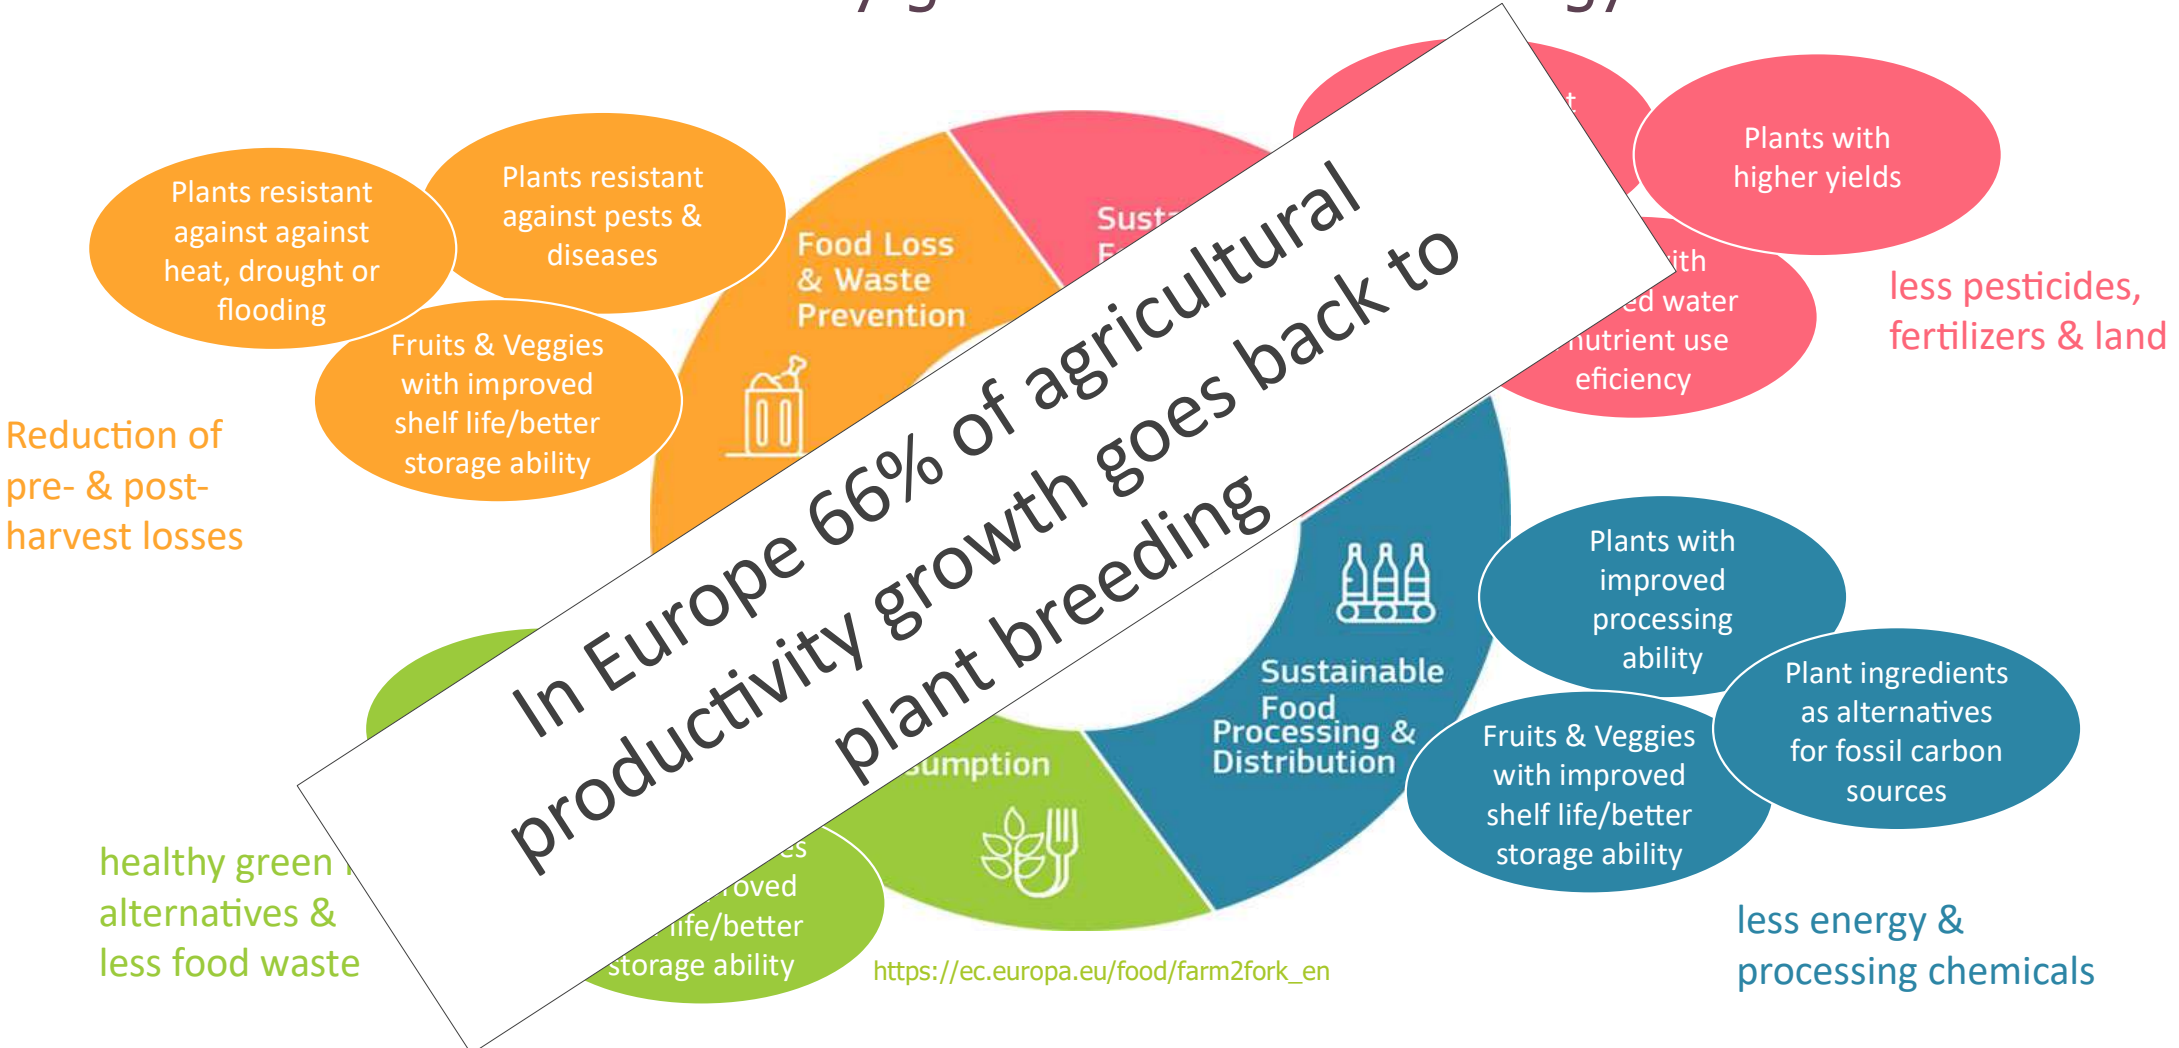 Plants resistant
against against
heat, drought or
flooding
Plants resistant
against pests &
diseases
Fruits & Veggies
with improved
shelf life/better
storage ability
Reduction of
pre- & post-
harvest losses
Food Loss
& Waste
Prevention
Plants with
higher yields
water
nutrient use
eficiency
less pesticides,
fertilizers & land
In Europe 66% of agricultural
productivity growth goes back to
plant breeding
Plants with
improved
processing
ability
Plant ingredients
as alternatives
for fossil carbon
sources
Fruits & Veggies
with improved
shelf life/better
storage ability
Sustainable
Food
Processing &
Distribution
less energy &
processing chemicals
healthy green
alternatives &
less food waste
life/better
storage ability
https://ec.europa.eu/food/farm2fork_en